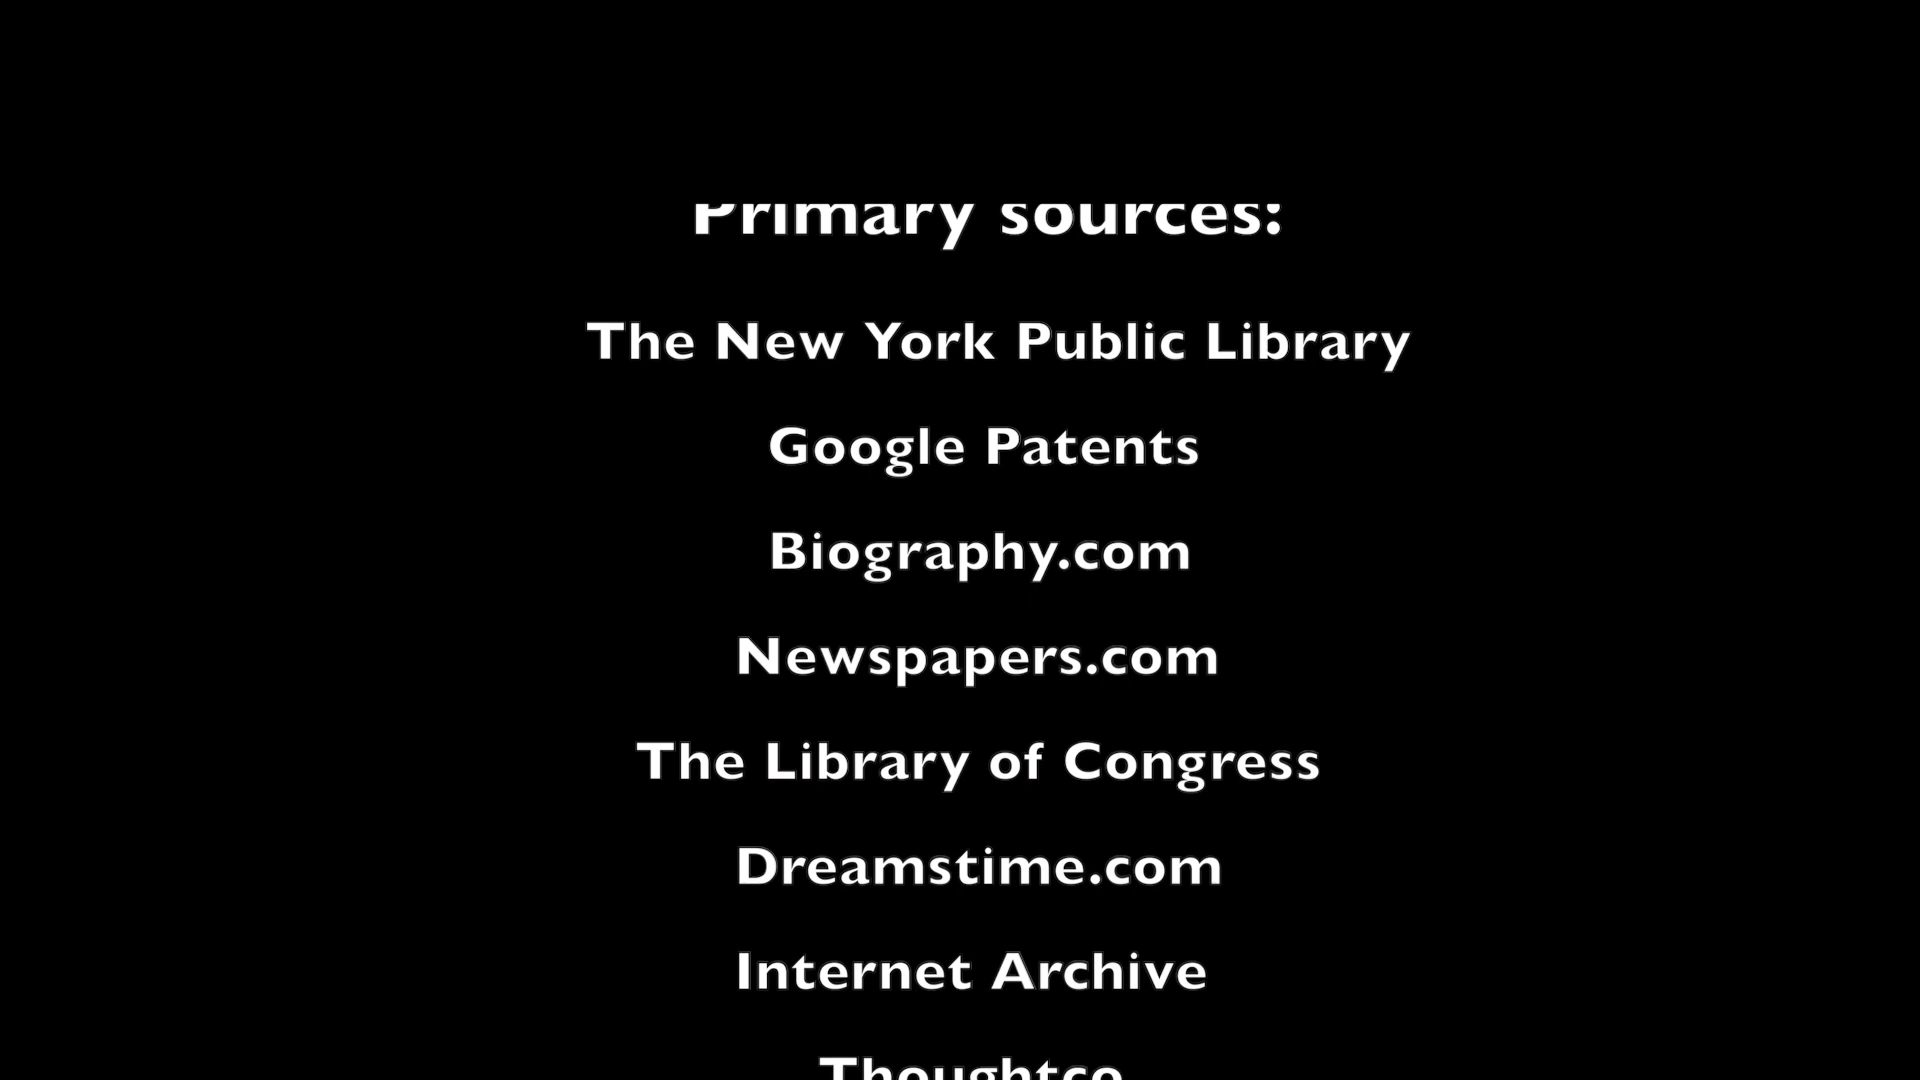 Primary sources:
The New York Public Library
Google Patents
Biography.com
Newspapers.com
The Library of Congress
Dreamstime.com
Internet Archive
Thoughtco